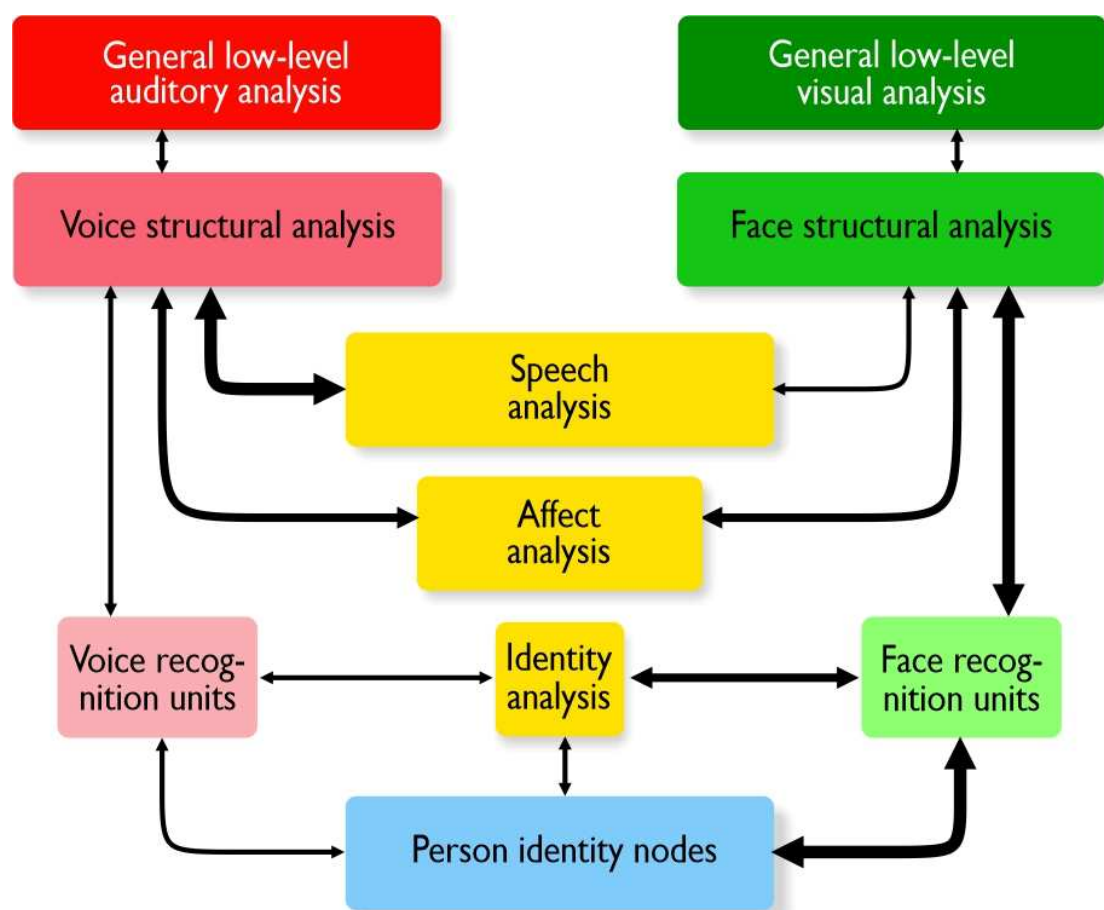 General low-level
auditory analysis
General low-level
visual analysis
Voice structural analysis
Face structural analysis
Speech
analysis
Affect
analysis
Voice recog-
nition units
Identity
analysis
Face recog-
nition units
Person identity nodes